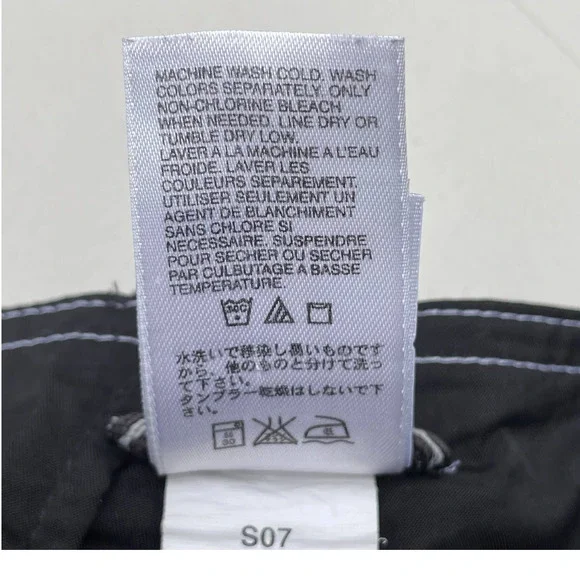 MACHINE WASH COLD. WASH
COLORS SEPARATELY. ONLY
NON-CHLORINE BLEACH
WHEN NEEDED. LINE DRY OR
TUMBLE DRY LOW.
LAVER A LA MACHINE A L'EAU
FROIDE. LAVER LES
COULEURS SEPAREMENT.
UTILISER SEULEMENT UN
AGENT DE BLANCHIMENT
SANS CHLORE SI
NECESSAIRE. SUSPENDRE
POUR SECHER OU SECHER
PAR CULBUTAGE A BASSE
TEMPERATURE.
水洗いで移染し易いものです
から、他のものと分けて洗っ
て下さい。
タンブラー乾燥はしないで下
さい。
S07